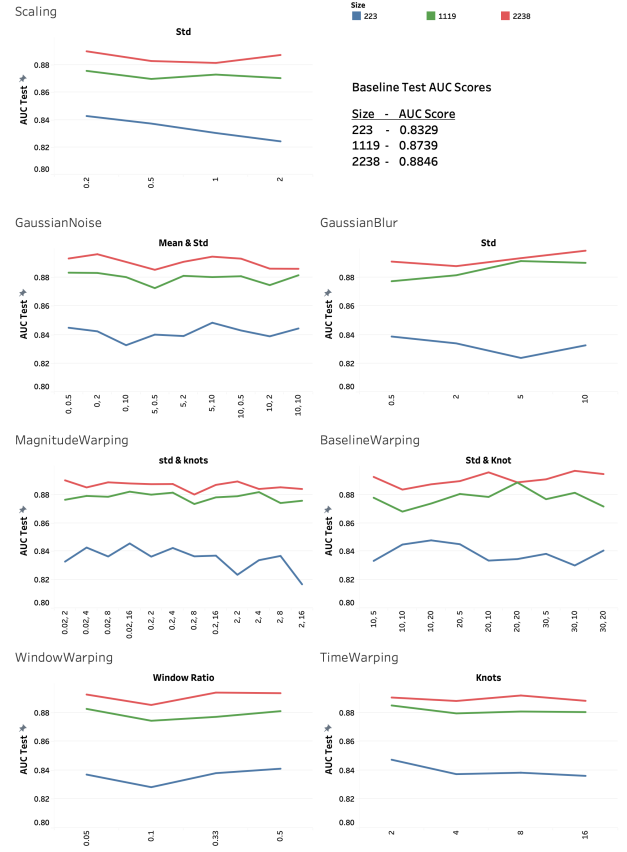 Scaling
Size
223 1119 2238
Std
0.88
0.86
0.84
0.82
0.80
AUC Test
0.2 0.5 1 2
Baseline Test AUC Scores
Size - AUC Score
223 - 0.8329
1119 - 0.8739
2238 - 0.8846
GaussianNoise
Mean & Std
0.88
0.86
0.84
0.82
0.80
AUC Test
0, 0.5 0, 2 0, 10 5, 0.5 5, 2 5, 10 10, 0.5 10, 2 10, 10
GaussianBlur
Std
0.88
0.86
0.84
0.82
0.80
AUC Test
0.5 2 5 10
MagnitudeWarping
std & knots
0.88
0.86
0.84
0.82
0.80
AUC Test
0.02, 2 0.02, 4 0.02, 8 0.02, 16 0.2, 2 0.2, 4 0.2, 8 0.2, 16 2, 2 2, 4 2, 8 2, 16
BaselineWarping
Std & Knot
0.88
0.86
0.84
0.82
0.80
AUC Test
10, 5 10, 10 10, 20 20, 5 20, 10 20, 20 30, 5 30, 10 30, 20
WindowWarping
Window Ratio
0.88
0.86
0.84
0.82
0.80
AUC Test
0.05 0.1 0.33 0.5
TimeWarping
Knots
0.88
0.86
0.84
0.82
0.80
AUC Test
2 4 8 16